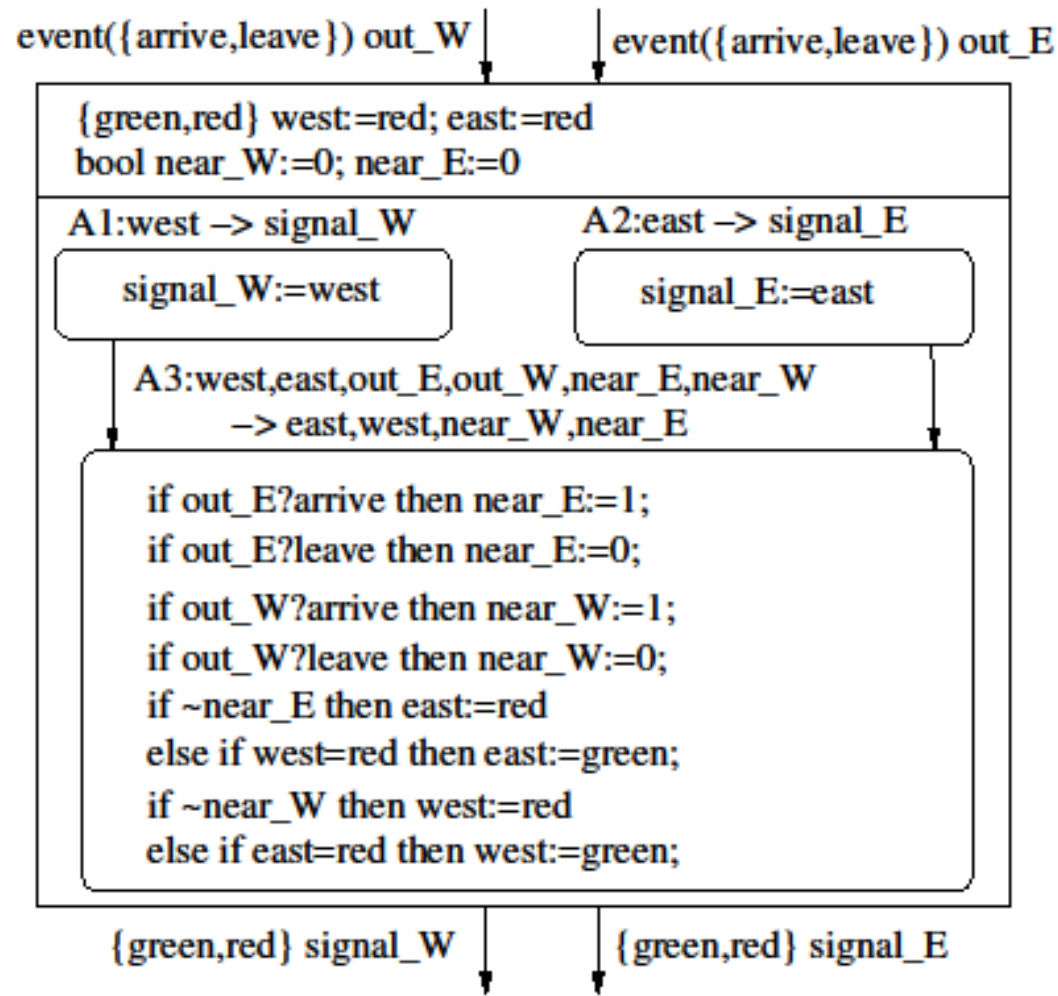 event({arrive,leave}) out_W
event({arrive,leave}) out_E
{green,red} west:=red; east:=red
bool near_W:=0; near_E:=0
A1:west –> signal_W
A2:east –> signal_E
signal_W:=west
signal_E:=east
A3:west,east,out_E,out_W,near_E,near_W
–> east,west,near_W,near_E
if out_E?arrive then near_E:=1;
if out_E?leave then near_E:=0;
if out_W?arrive then near_W:=1;
if out_W?leave then near_W:=0;
if ~near_E then east:=red
else if west=red then east:=green;
if ~near_W then west:=red
else if east=red then west:=green;
{green,red} signal_W
{green,red} signal_E